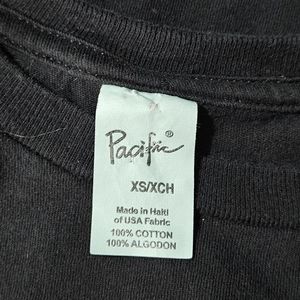 Pacific®
XS/XCH
Made in Haiti
of USA Fabric
100% COTTON
100% ALGODON